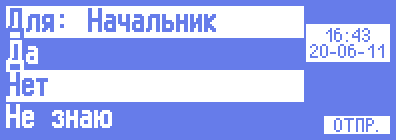 Для: Начальник
16:43
Да
20-06-11
Нет
Не знаю
ОТПР.